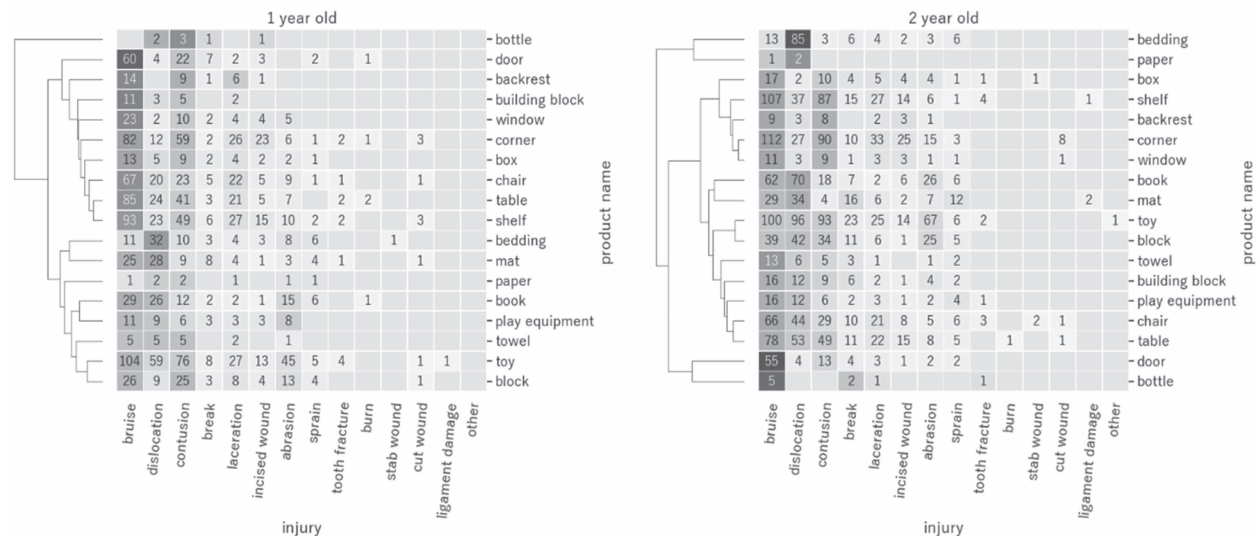 1 year old
2 3 1 1 bottle
60 4 22 7 2 3 2 1 door
14 9 1 6 1 backrest
11 3 5 2 building block
23 2 10 2 4 4 5 window
82 12 59 2 26 23 6 1 2 1 3 corner
13 5 9 2 4 2 2 1 box
67 20 23 5 22 5 9 1 1 1 chair
85 24 41 3 21 5 7 2 2 table
93 23 49 6 27 15 10 2 2 3 shelf
11 32 10 3 4 3 8 6 1 bedding
25 28 9 8 4 1 3 4 1 1 mat
1 2 2 1 1 1 paper
29 26 12 2 2 1 15 6 1 book
11 9 6 3 3 3 8 play equipment
5 5 5 2 1 towel
104 59 76 8 27 13 45 5 4 1 1 toy
26 9 25 3 8 4 13 4 1 block
product name
bruise
dislocation
contusion
break
laceration
incised wound
abrasion
sprain
tooth fracture
burn
stab wound
cut wound
ligament damage
other
injury
2 year old
13 85 3 6 4 2 3 6 bedding
1 2 paper
17 2 10 4 5 4 4 1 1 1 box
107 37 87 15 27 14 6 1 4 1 shelf
9 3 8 2 3 1 backrest
112 27 90 10 33 25 15 3 8 corner
11 3 9 1 3 3 1 1 1 window
62 70 18 7 2 6 26 6 book
29 34 4 16 6 2 7 12 2 mat
100 96 93 23 25 14 67 6 2 1 toy
39 42 34 11 6 1 25 5 block
13 6 5 3 1 1 2 towel
16 12 9 6 2 1 4 2 building block
16 12 6 2 3 1 2 4 1 play equipment
66 44 29 10 21 8 5 6 3 2 1 chair
78 53 49 11 22 15 8 5 1 1 table
55 4 13 4 3 1 2 2 door
5 2 1 1 bottle
product name
bruise
dislocation
contusion
break
laceration
incised wound
abrasion
sprain
tooth fracture
burn
stab wound
cut wound
ligament damage
other
injury